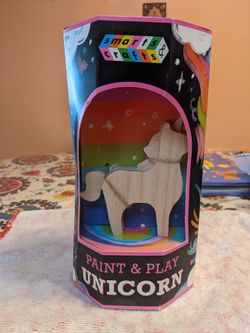 smart
crafts
PAINT & PLAY
UNICORN